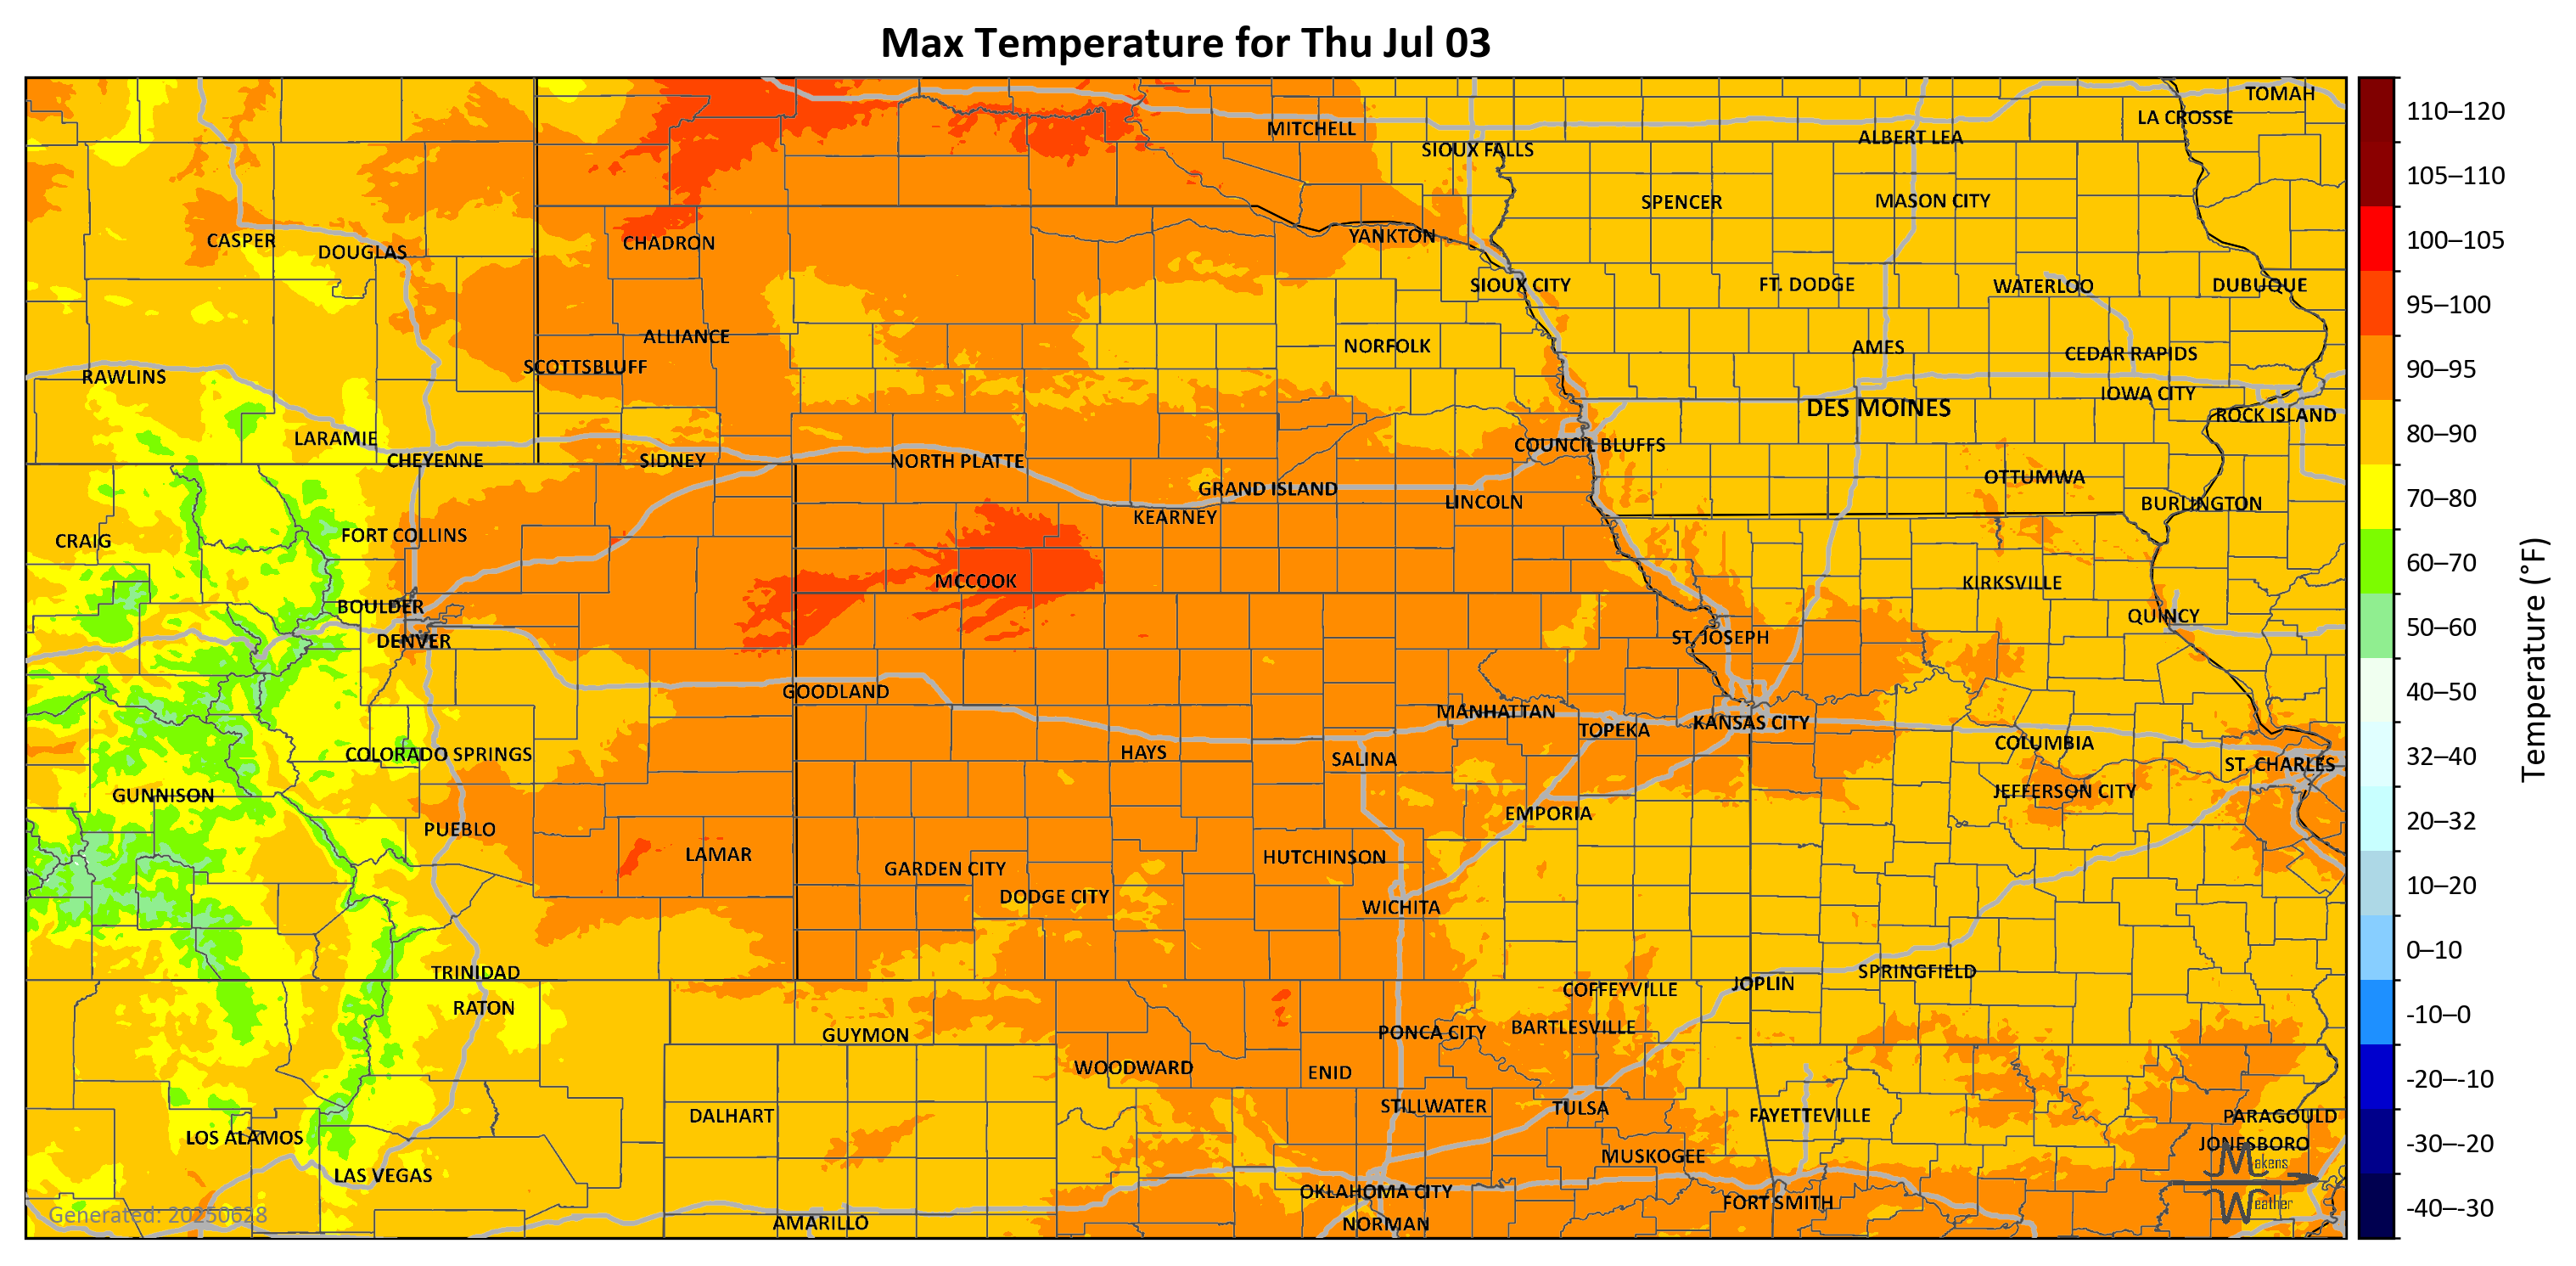 Max Temperature for Thu Jul 03
TOMAH
LA CROSSE
MITCHELL
ALBERT LEA
SIOUX FALLS
SPENCER
MASON CITY
CASPER
DOUGLAS
CHADRON
YANKTON
SIOUX CITY
FT. DODGE
WATERLOO
DUBUQUE
ALLIANCE
NORFOLK
AMES
CEDAR RAPIDS
SCOTTSBLUFF
RAWLINS
IOWA CITY
DES MOINES
ROCK ISLAND
LARAMIE
COUNCIL BLUFFS
CHEYENNE
SIDNEY
NORTH PLATTE
OTTUMWA
GRAND ISLAND
LINCOLN
BURLINGTON
KEARNEY
FORT COLLINS
CRAIG
MCCOOK
KIRKSVILLE
BOULDER
QUINCY
DENVER
ST. JOSEPH
GOODLAND
MANHATTAN
TOPEKA
KANSAS CITY
COLUMBIA
COLORADO SPRINGS
HAYS
SALINA
ST. CHARLES
GUNNISON
JEFFERSON CITY
EMPORIA
PUEBLO
LAMAR
HUTCHINSON
GARDEN CITY
DODGE CITY
WICHITA
TRINIDAD
SPRINGFIELD
JOPLIN
COFFEYVILLE
RATON
GUYMON
PONCA CITY
BARTLESVILLE
WOODWARD
ENID
STILLWATER
TULSA
DALHART
FAYETTEVILLE
PARAGOULD
LOS ALAMOS
JONESBORO
MUSKOGEE
LAS VEGAS
OKLAHOMA CITY
FORT SMITH
AMARILLO
NORMAN
Generated: 20250628
Makens
Weather
110–120
105–110
100–105
95–100
90–95
80–90
70–80
60–70
50–60
40–50
32–40
20–32
10–20
0–10
-10–0
-20–-10
-30–-20
-40–-30
Temperature (°F)